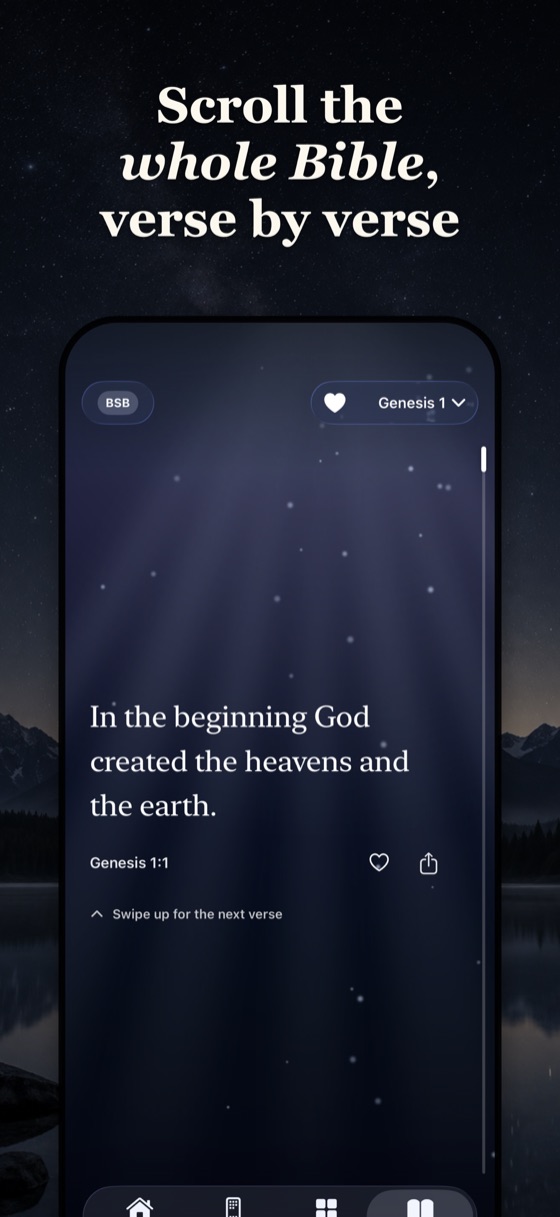 Scroll the
whole Bible,
verse by verse
BSB
Genesis 1
In the beginning God
created the heavens and
the earth.
Genesis 1:1
Swipe up for the next verse